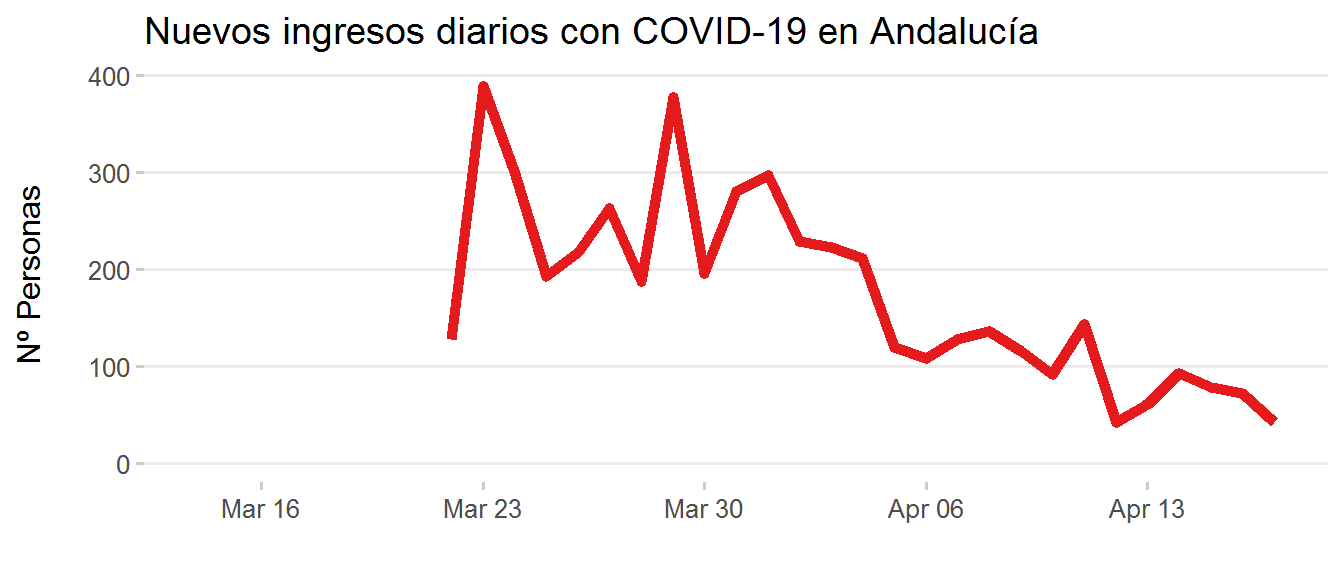 Nuevos ingresos diarios con COVID-19 en Andalucía
Nº Personas
400
300
200
100
0
Mar 16 Mar 23 Mar 30 Apr 06 Apr 13